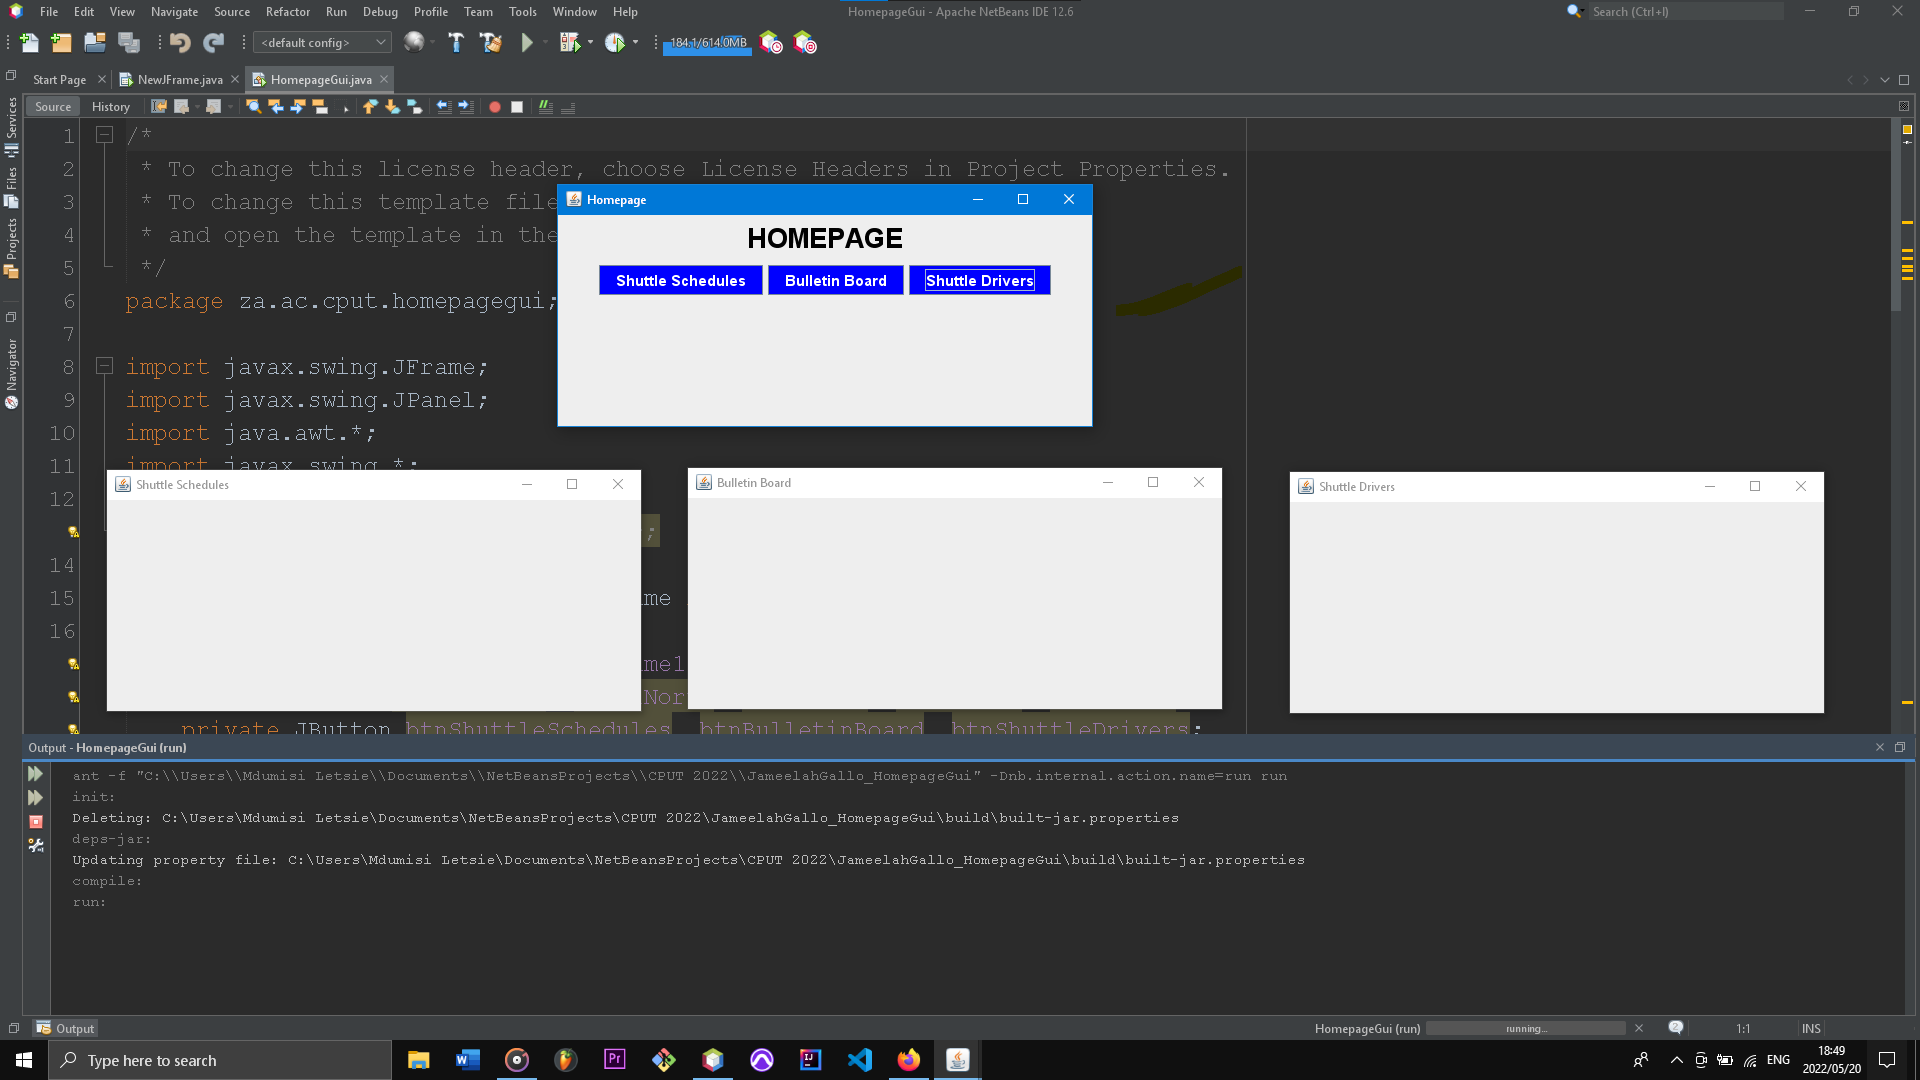 File Edit View Navigate Source Refactor Run Debug Profile Team Tools Window Help
HomepageGui - Apache NetBeans IDE 12.6
Search (Ctrl+I)
<default config>
184.1/614.0MB
Start Page
NewJFrame.java
HomepageGui.java
Source History
Services
Files
Projects
Navigator
1 /*
2 * To change this license header, choose License Headers in Project Properties.
3 * To change this template file
4 * and open the template in the
5 */
6 package za.ac.cput.homepagegui;
7
8 import javax.swing.JFrame;
9 import javax.swing.JPanel;
10 import java.awt.*;
11 import javax.swing.*;
12
;
14
15 me
16
me1
Nor
private JButton btnShuttleSchedules, btnBulletinBoard, btnShuttleDrivers;
Homepage
HOMEPAGE
Shuttle Schedules Bulletin Board Shuttle Drivers
Shuttle Schedules
Bulletin Board
Shuttle Drivers
Output - HomepageGui (run)
ant -f "C:\\Users\\Mdumisi Letsie\\Documents\\NetBeansProjects\\CPUT 2022\\JameelahGallo_HomepageGui" -Dnb.internal.action.name=run run
init:
Deleting: C:\Users\Mdumisi Letsie\Documents\NetBeansProjects\CPUT 2022\JameelahGallo_HomepageGui\build\built-jar.properties
deps-jar:
Updating property file: C:\Users\Mdumisi Letsie\Documents\NetBeansProjects\CPUT 2022\JameelahGallo_HomepageGui\build\built-jar.properties
compile:
run:
Output
HomepageGui (run)
running...
1:1
INS
Type here to search
Pr
ENG
18:49
2022/05/20